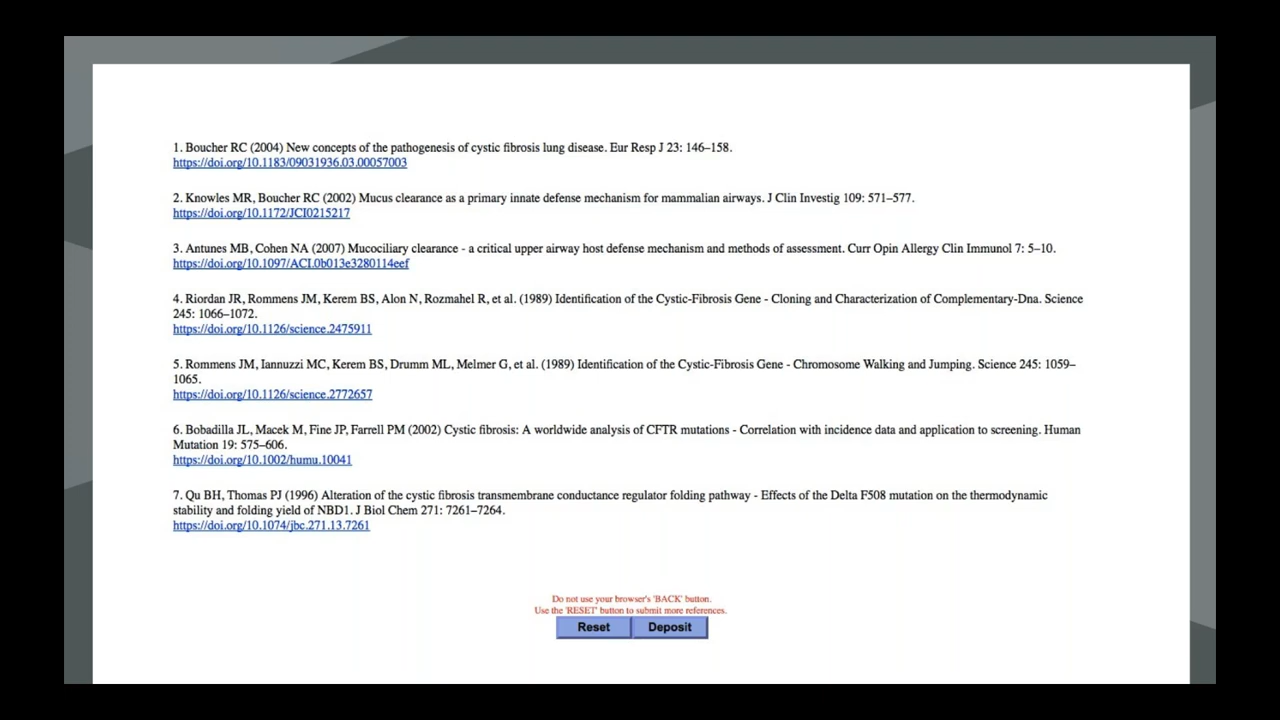 1. Boucher RC (2004) New concepts of the pathogenesis of cystic fibrosis lung disease. Eur Resp J 23: 146–158.
https://doi.org/10.1183/09031936.03.00057003
2. Knowles MR, Boucher RC (2002) Mucus clearance as a primary innate defense mechanism for mammalian airways. J Clin Investig 109: 571–577.
https://doi.org/10.1172/JCI0215217
3. Antunes MB, Cohen NA (2007) Mucociliary clearance - a critical upper airway host defense mechanism and methods of assessment. Curr Opin Allergy Clin Immunol 7: 5–10.
https://doi.org/10.1097/ACI.0b013e3280114eef
4. Riordan JR, Rommens JM, Kerem BS, Alon N, Rozmahel R, et al. (1989) Identification of the Cystic-Fibrosis Gene - Cloning and Characterization of Complementary-Dna. Science
245: 1066–1072.
https://doi.org/10.1126/science.2475911
5. Rommens JM, Iannuzzi MC, Kerem BS, Drumm ML, Melmer G, et al. (1989) Identification of the Cystic-Fibrosis Gene - Chromosome Walking and Jumping. Science 245: 1059–
1065.
https://doi.org/10.1126/science.2772657
6. Bobadilla JL, Macek M, Fine JP, Farrell PM (2002) Cystic fibrosis: A worldwide analysis of CFTR mutations - Correlation with incidence data and application to screening. Human
Mutation 19: 575–606.
https://doi.org/10.1002/humu.10041
7. Qu BH, Thomas PJ (1996) Alteration of the cystic fibrosis transmembrane conductance regulator folding pathway - Effects of the Delta F508 mutation on the thermodynamic
stability and folding yield of NBD1. J Biol Chem 271: 7261–7264.
https://doi.org/10.1074/jbc.271.13.7261
Do not use your browser's 'BACK' button.
Use the 'RESET' button to submit more references.
Reset Deposit